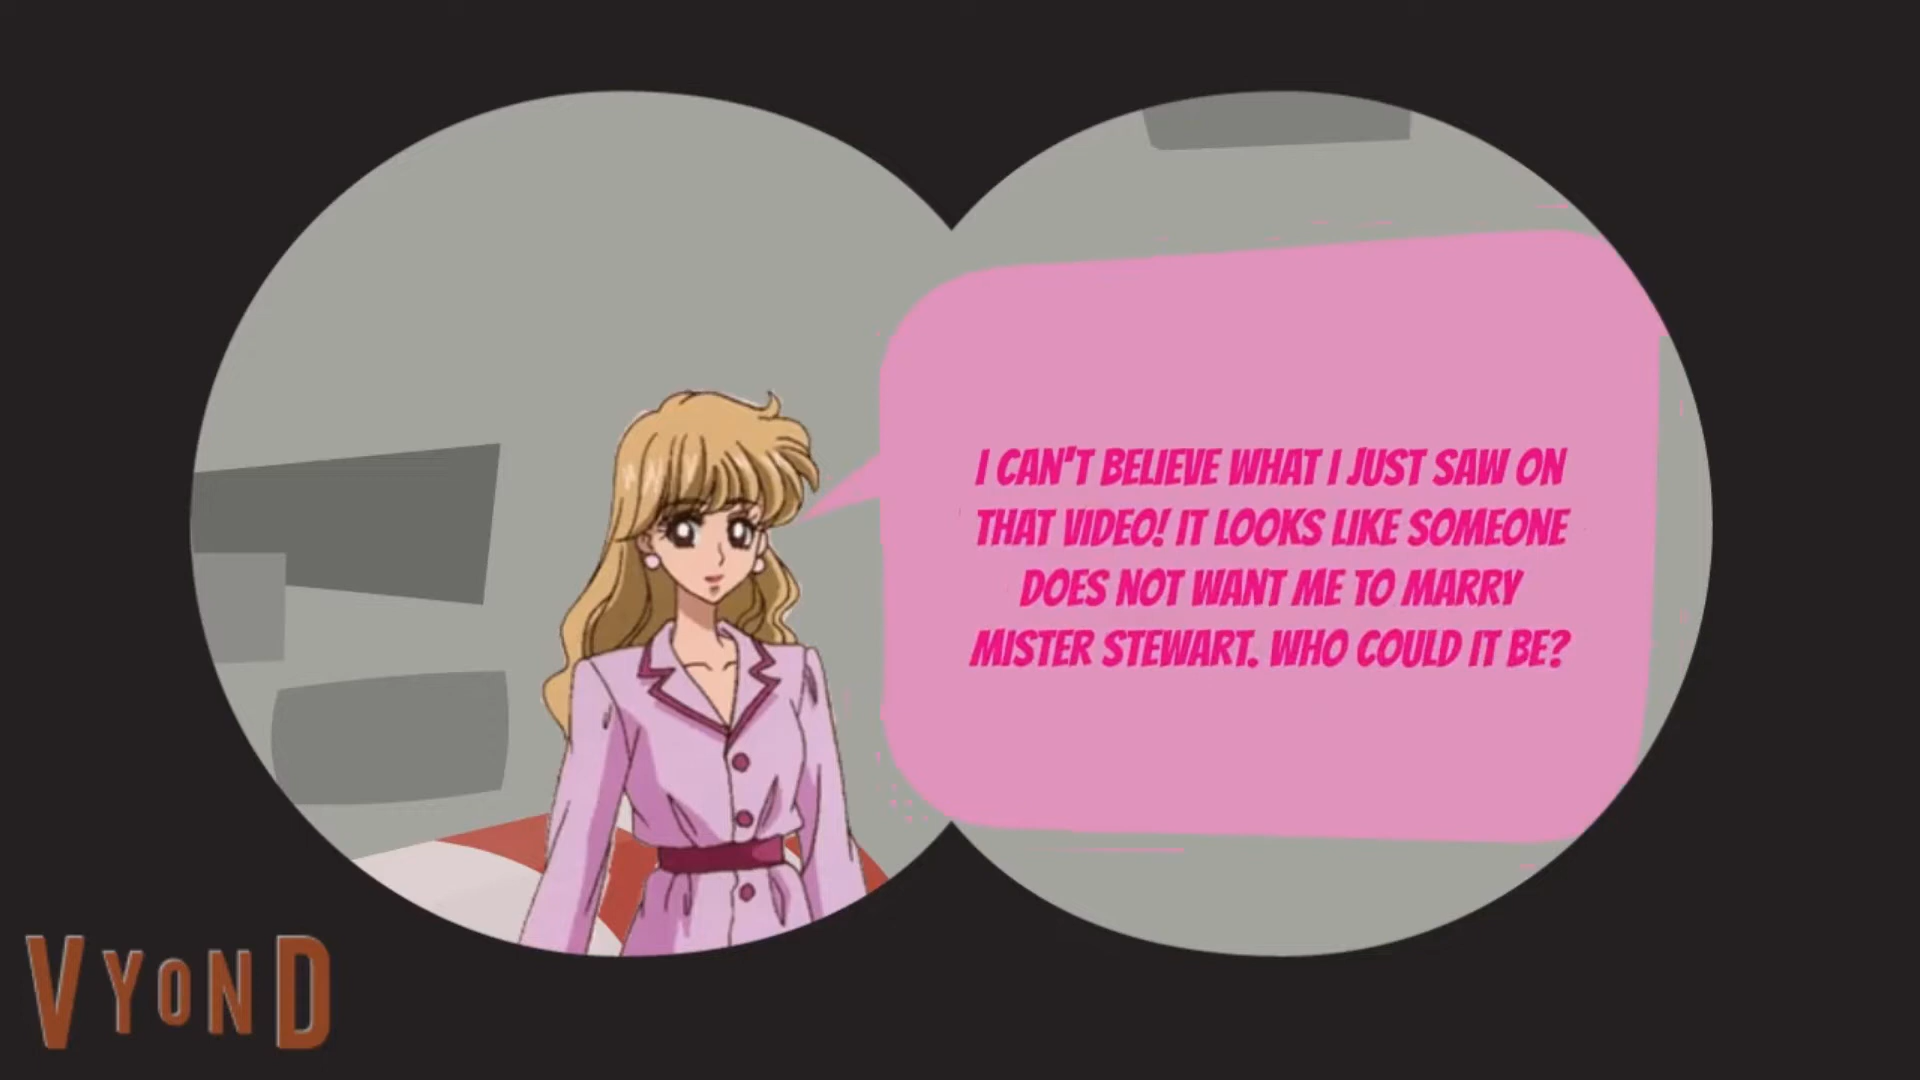 I CAN'T BELIEVE WHAT I JUST SAW ON
THAT VIDEO! IT LOOKS LIKE SOMEONE
DOES NOT WANT ME TO MARRY
MISTER STEWART. WHO COULD IT BE?
VYOND